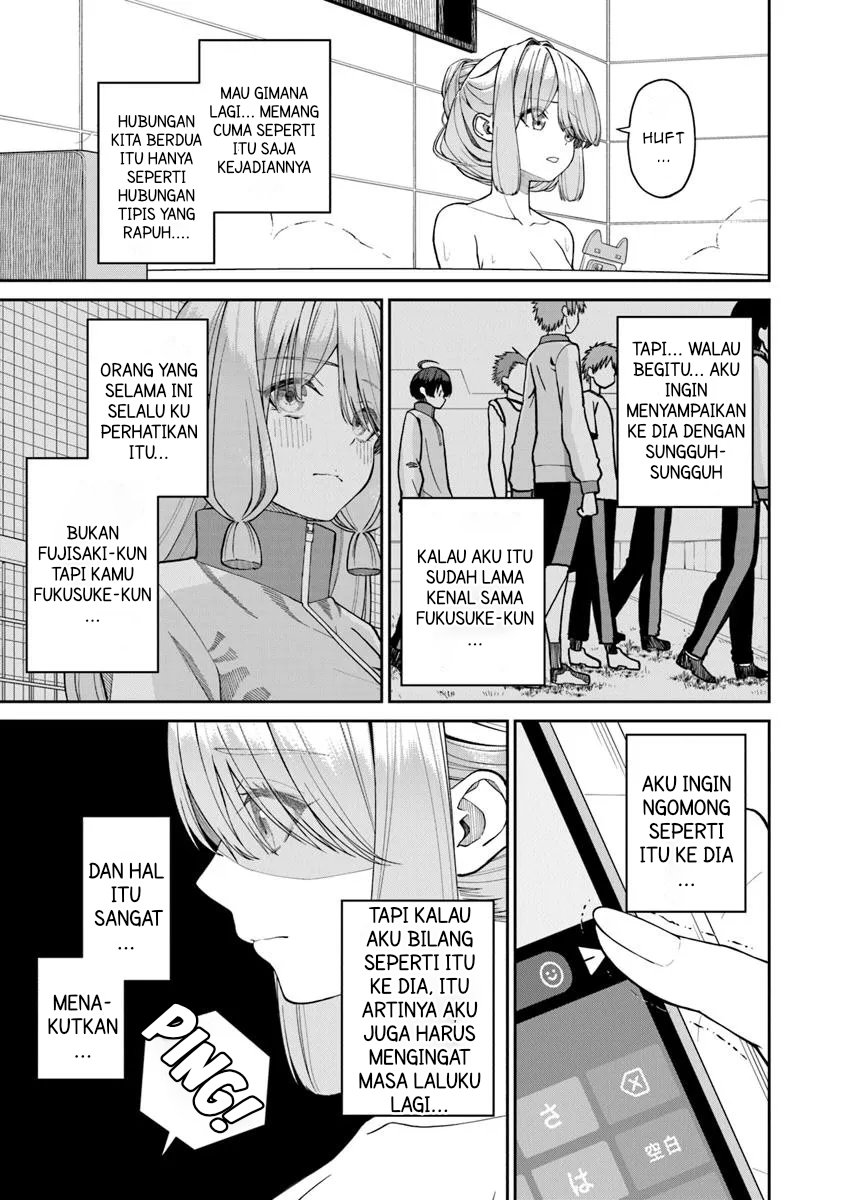 HUFT
...
MAU GIMANA
LAGI... MEMANG
CUMA SEPERTI
ITU SAJA
KEJADIANNYA
HUBUNGAN
KITA BERDUA
ITU HANYA
SEPERTI
HUBUNGAN
TIPIS YANG
RAPUH....
TAPI... WALAU
BEGITU... AKU
INGIN
MENYAMPAIKAN
KE DIA DENGAN
SUNGGUH-
SUNGGUH
KALAU AKU ITU
SUDAH LAMA
KENAL SAMA
FUKUSUKE-KUN
...
ORANG YANG
SELAMA INI
SELALU KU
PERHATIKAN
ITU...
BUKAN
FUJISAKI-KUN
TAPI KAMU
FUKUSUKE-KUN
...
AKU INGIN
NGOMONG
SEPERTI
ITU KE DIA
...
さ
は
空白
TAPI KALAU
AKU BILANG
SEPERTI ITU
KE DIA, ITU
ARTINYA AKU
JUGA HARUS
MENGINGAT
MASA LALUKU
LAGI...
DAN HAL
ITU
SANGAT
...
MENA-
KUTKAN
...
PING!